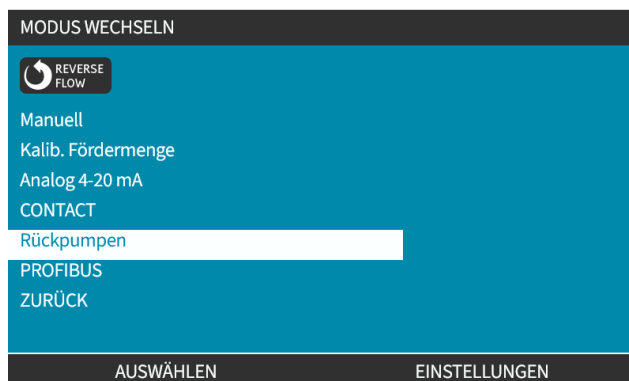 MODUS WECHSELN
REVERSE
FLOW
Manuell
Kalib. Fördermenge
Analog 4-20 mA
CONTACT
Rückpumpen
PROFIBUS
ZURÜCK
AUSWÄHLEN EINSTELLUNGEN